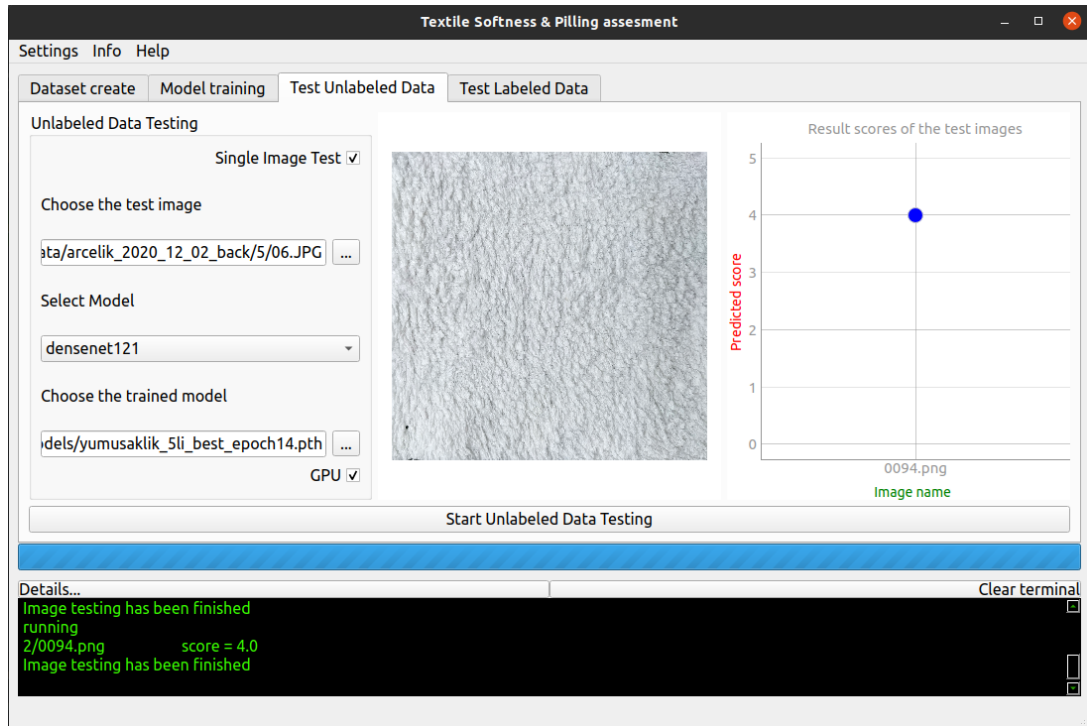 Textile Softness & Pilling assesment
Settings Info Help
Dataset create Model training Test Unlabeled Data Test Labeled Data
Unlabeled Data Testing
Single Image Test
Choose the test image
ata/arcelik_2020_12_02_back/5/06.JPG ...
Select Model
densenet121
Choose the trained model
odels/yumusaklik_5li_best_epoch14.pth ...
GPU
Result scores of the test images
5
4
3
2
1
0
Predicted score
0094.png
Image name
Start Unlabeled Data Testing
Details... Clear terminal
Image testing has been finished
running
2/0094.png score = 4.0
Image testing has been finished